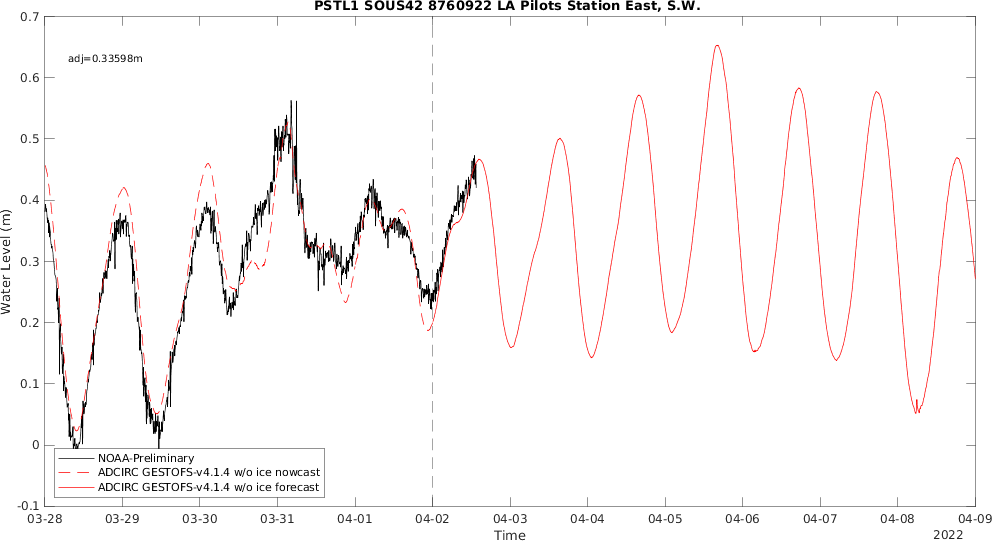 PSTL1 SOUS42 8760922 LA Pilots Station East, S.W.
0.7
adj=0.33598m
0.6
0.5
0.4
0.3
0.2
0.1
0
-0.1
Water Level (m)
NOAA-Preliminary
ADCIRC GESTOFS-v4.1.4 w/o ice nowcast
ADCIRC GESTOFS-v4.1.4 w/o ice forecast
03-28 03-29 03-30 03-31 04-01 04-02 04-03 04-04 04-05 04-06 04-07 04-08 04-09
Time
2022